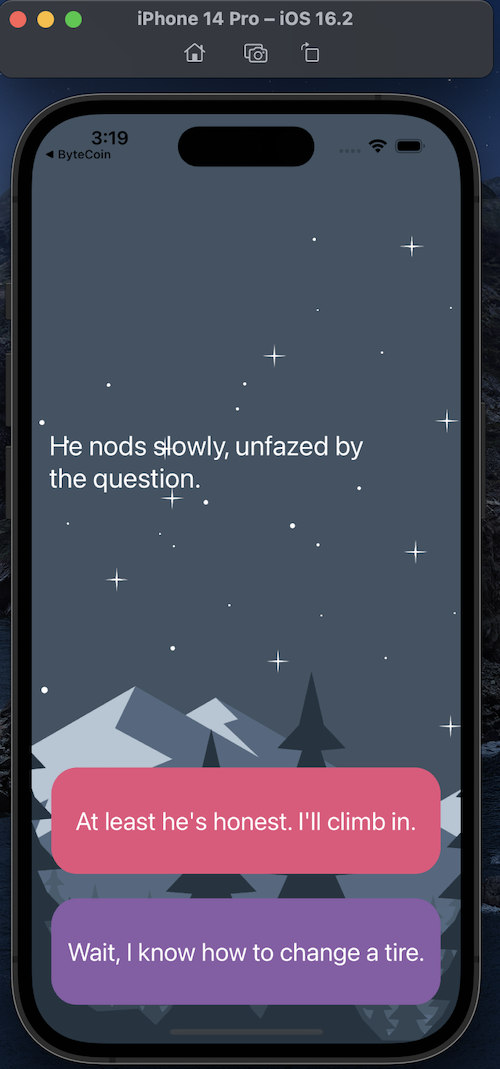 iPhone 14 Pro – iOS 16.2
3:19
◀ ByteCoin
He nods slowly, unfazed by
the question.
At least he's honest. I'll climb in.
Wait, I know how to change a tire.